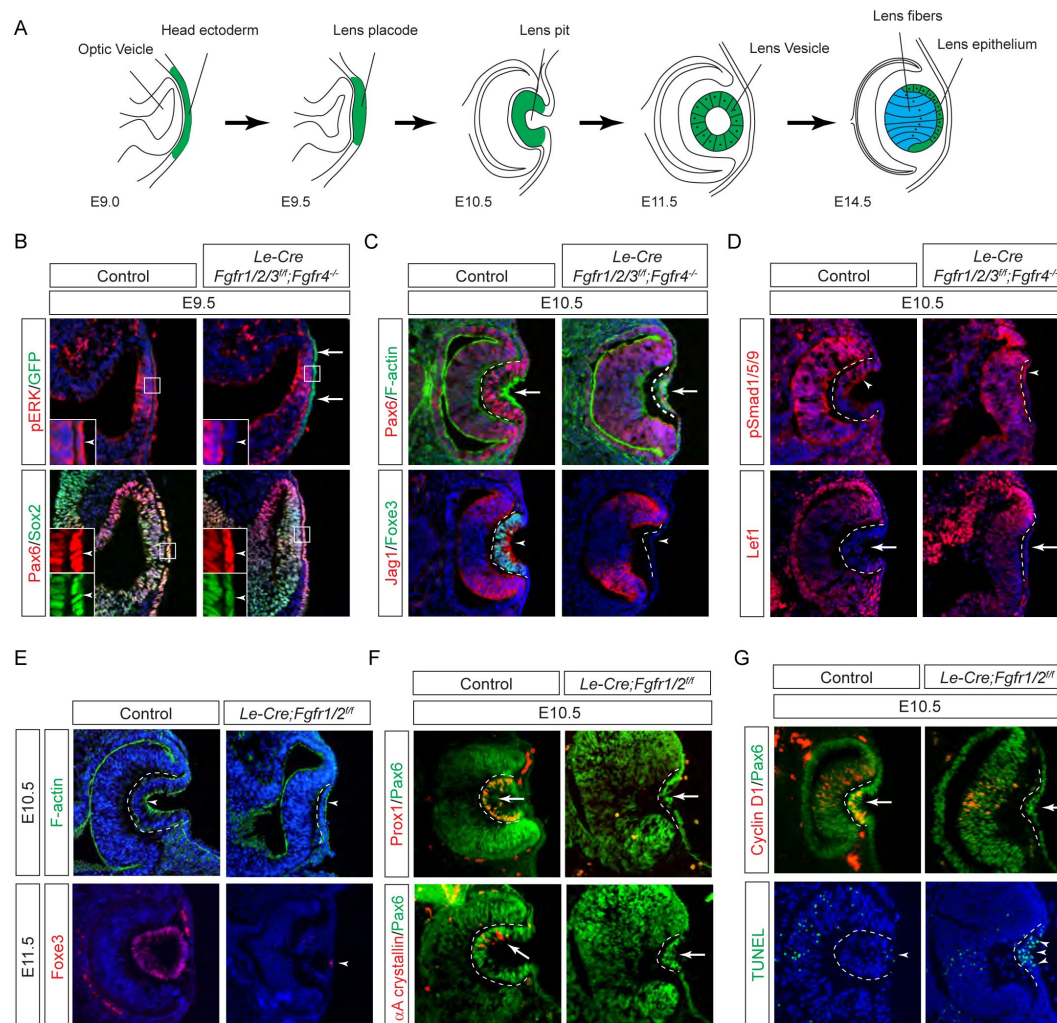 A
Optic Veicle
Head ectoderm
Lens placode
Lens pit
Lens Vesicle
Lens fibers
Lens epithelium
E9.0
E9.5
E10.5
E11.5
E14.5
B
Control
Le-Cre
Fgfr1/2/3f/f;Fgfr4-/-
E9.5
pERK/GFP
Pax6/Sox2
C
Control
Le-Cre
Fgfr1/2/3f/f;Fgfr4-/-
E10.5
Pax6/F-actin
Jag1/Foxe3
D
Control
Le-Cre
Fgfr1/2/3f/f;Fgfr4-/-
E10.5
pSmad1/5/9
Lef1
E
Control
Le-Cre;Fgfr1/2f/f
E10.5
F-actin
E11.5
Foxe3
F
Control
Le-Cre;Fgfr1/2f/f
E10.5
Prox1/Pax6
αA crystallin/Pax6
G
Control
Le-Cre;Fgfr1/2f/f
E10.5
Cyclin D1/Pax6
TUNEL